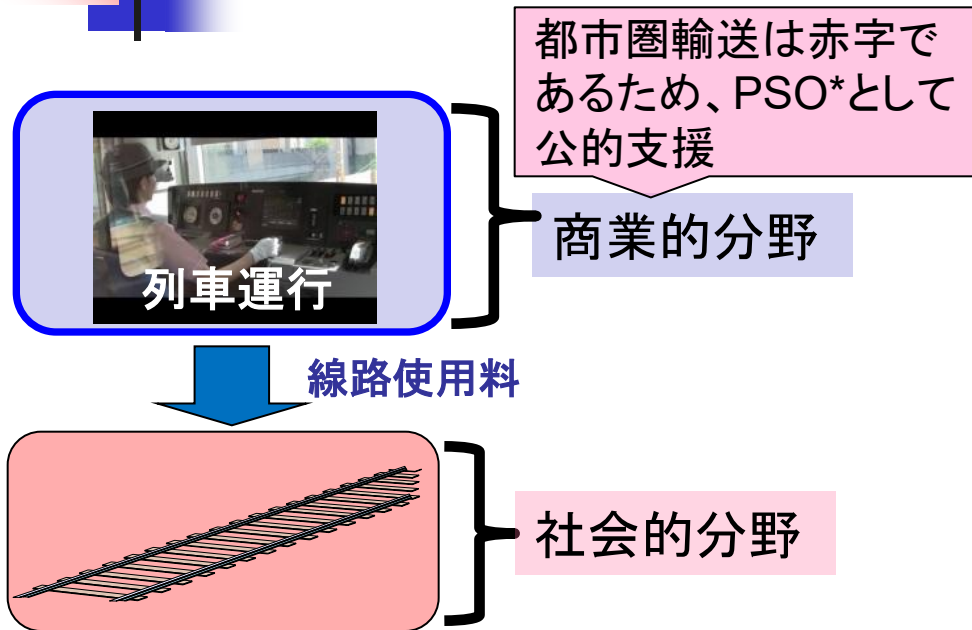 都市圏輸送は赤字で
あるため、PSO*として
公的支援
商業的分野
列車運行
線路使用料
社会的分野